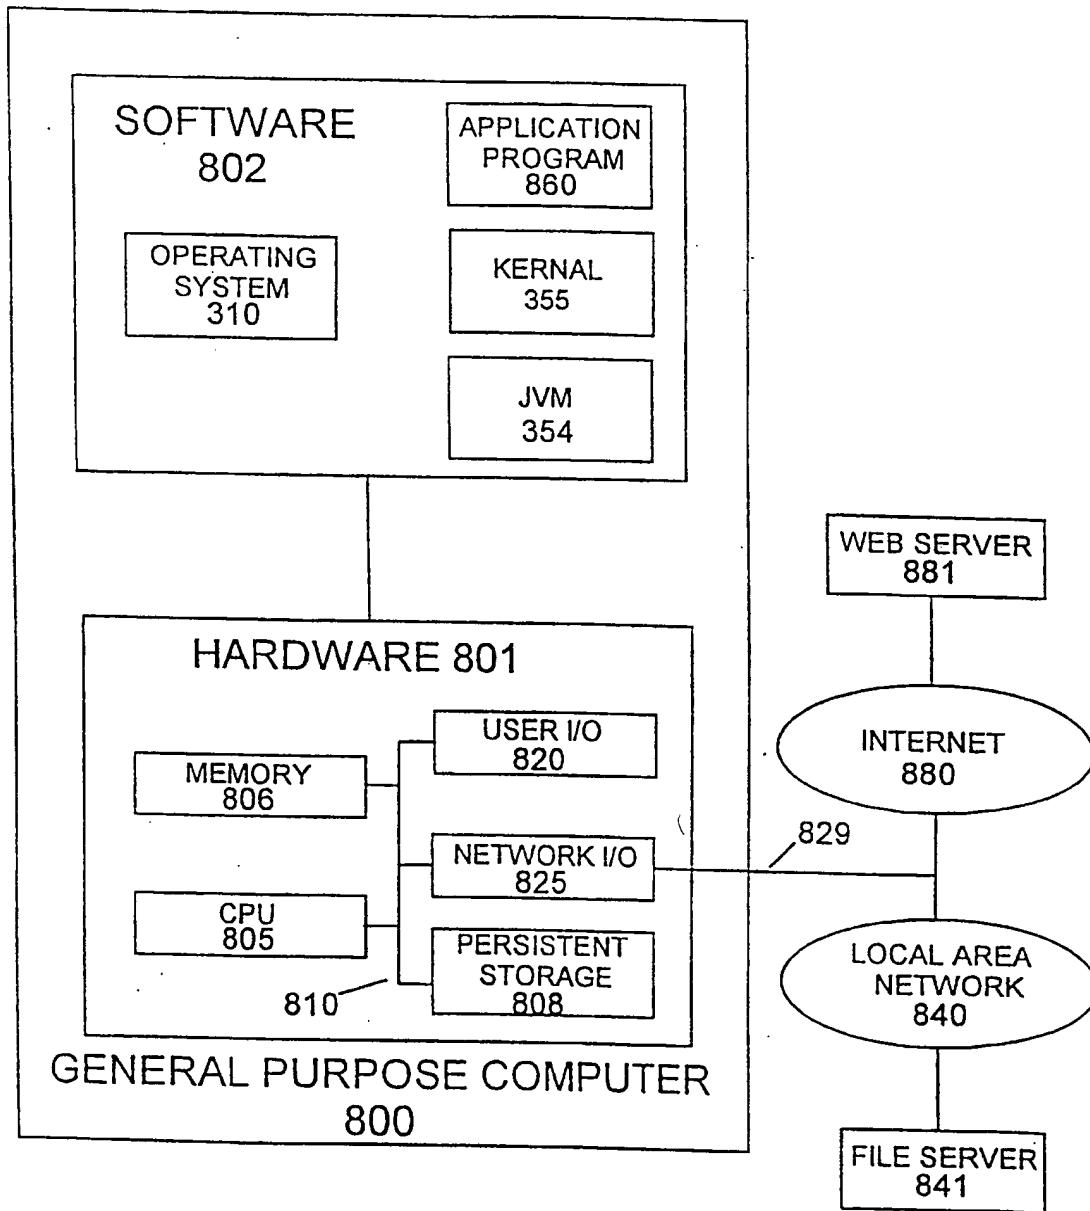 SOFTWARE
802
APPLICATION
PROGRAM
860
OPERATING
SYSTEM
310
KERNAL
355
JVM
354
HARDWARE 801
MEMORY
806
CPU
805
USER I/O
820
NETWORK I/O
825
PERSISTENT
STORAGE
808
810
GENERAL PURPOSE COMPUTER
800
WEB SERVER
881
INTERNET
880
829
LOCAL AREA
NETWORK
840
FILE SERVER
841